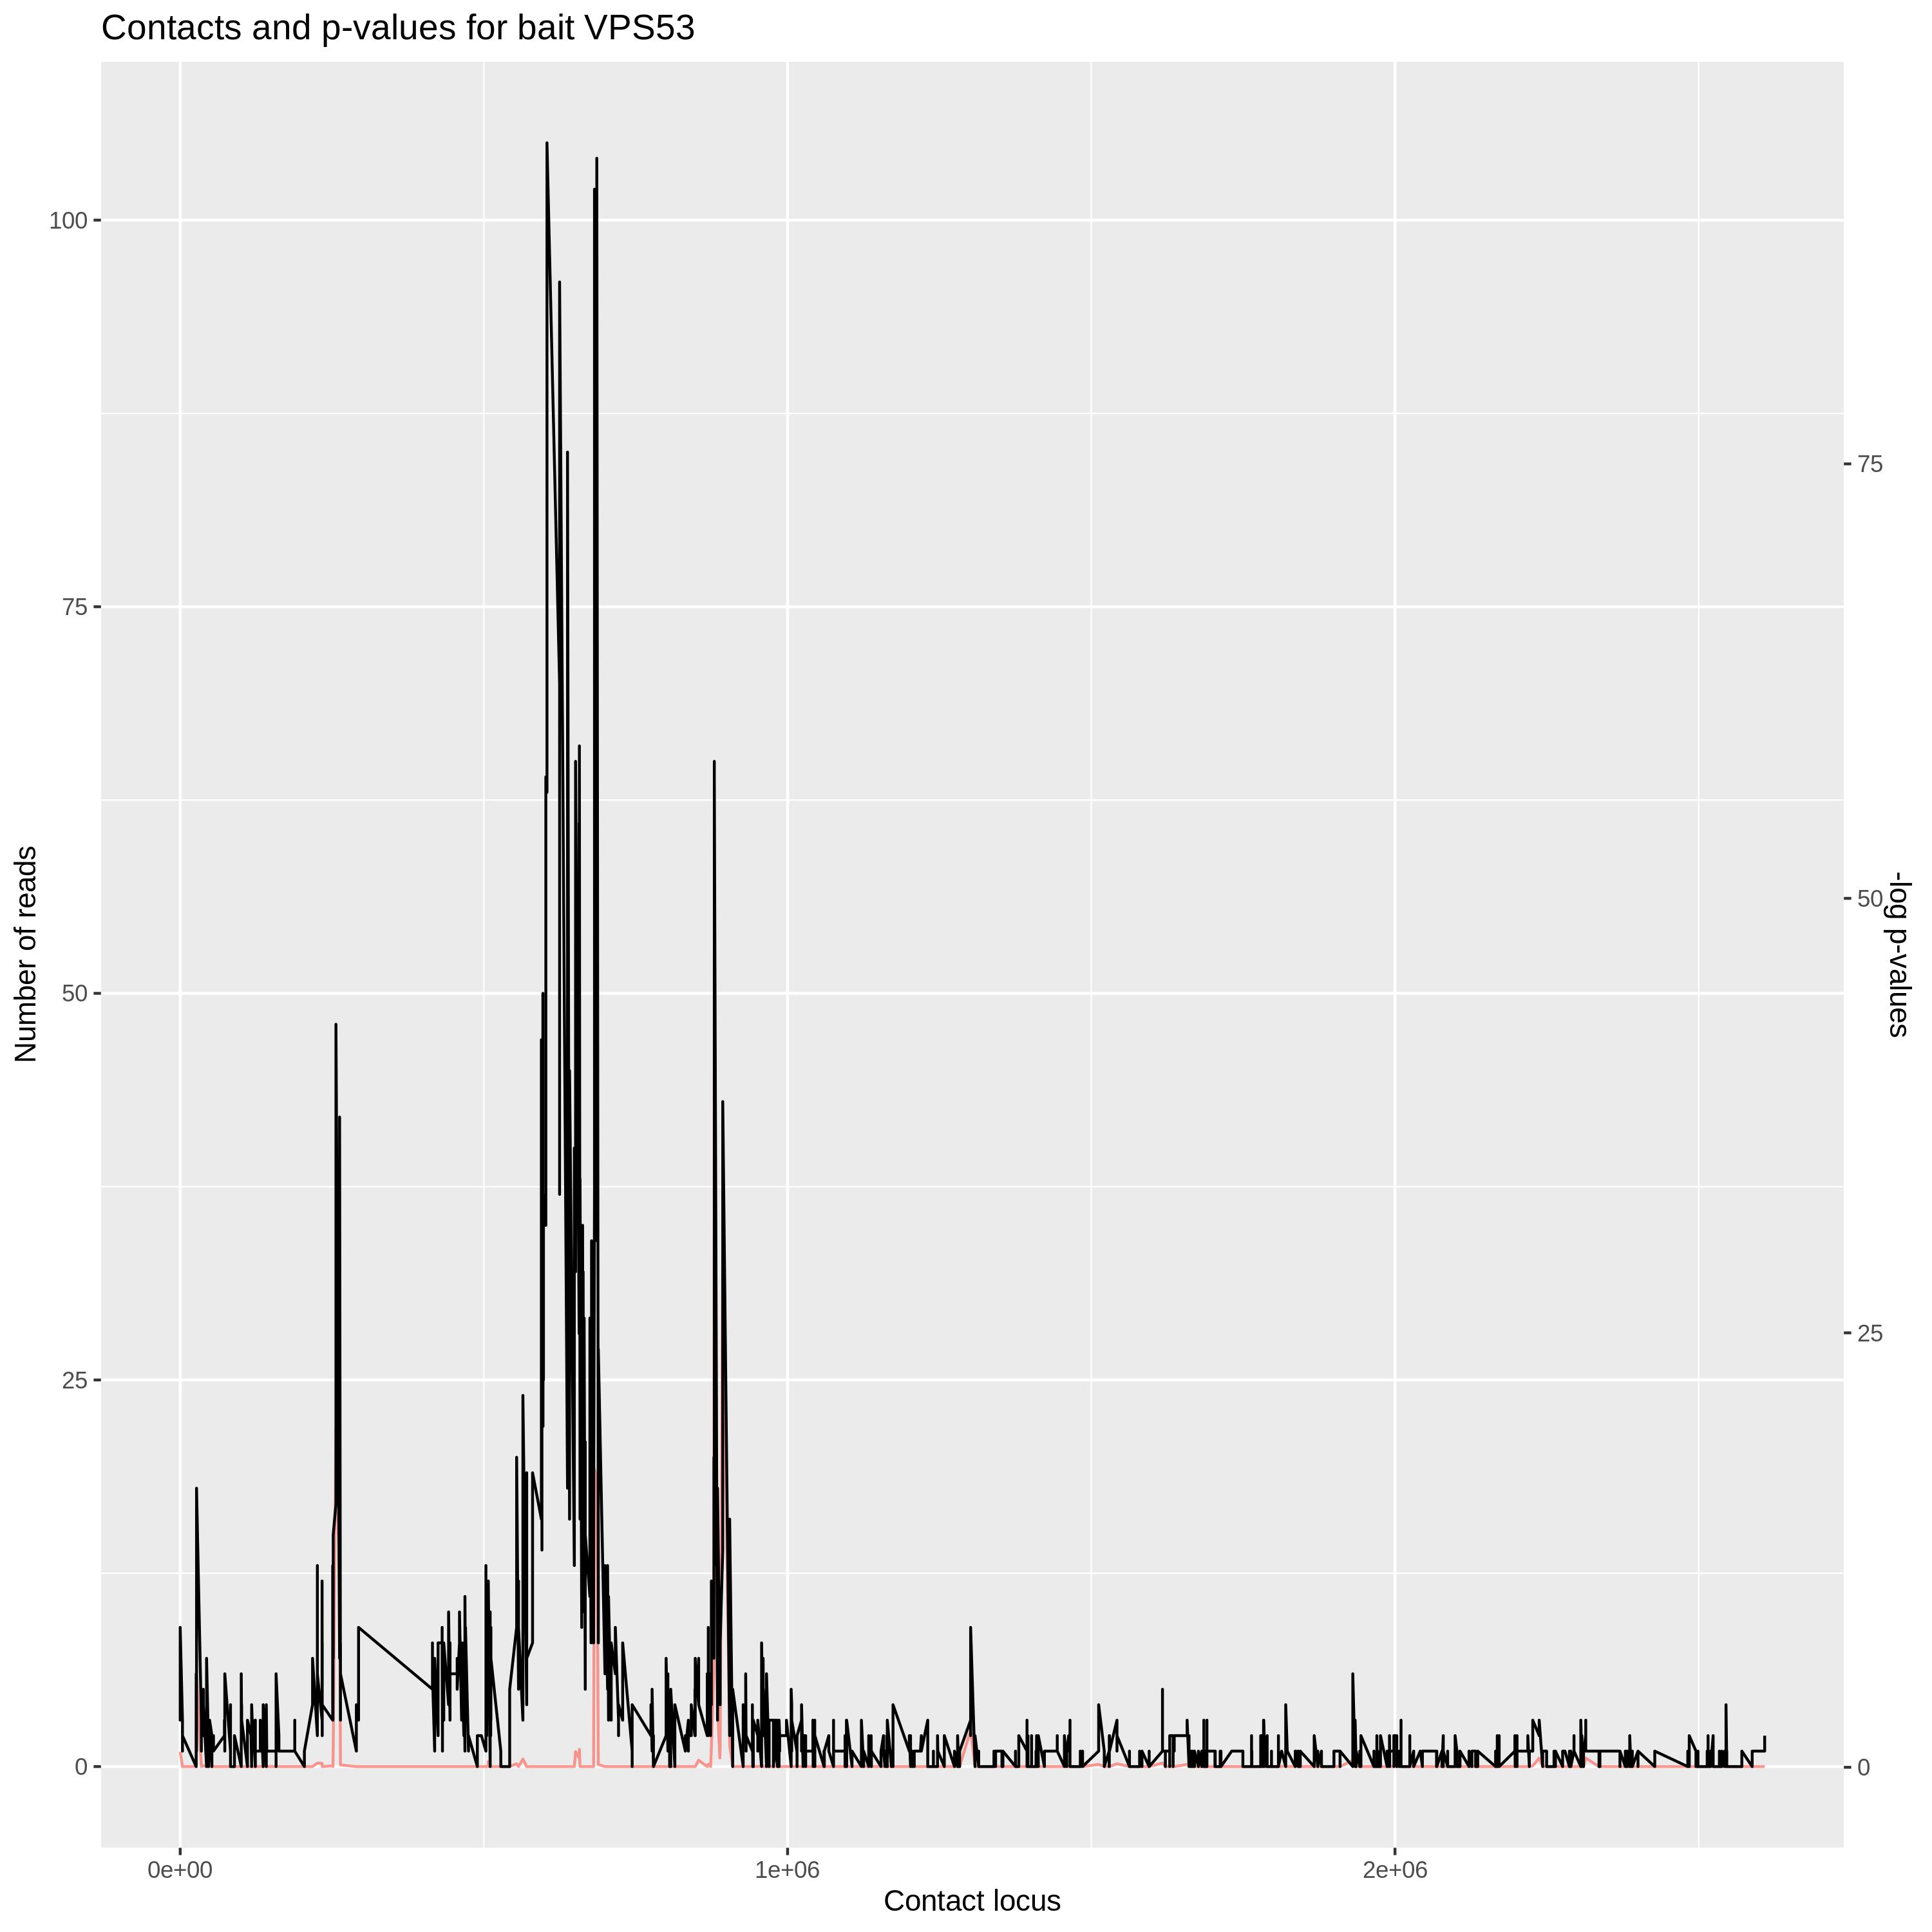 Contacts and p-values for bait VPS53
100
75
50
25
0
Number of reads
75
50
25
0
-log p-values
0e+00
1e+06
2e+06
Contact locus